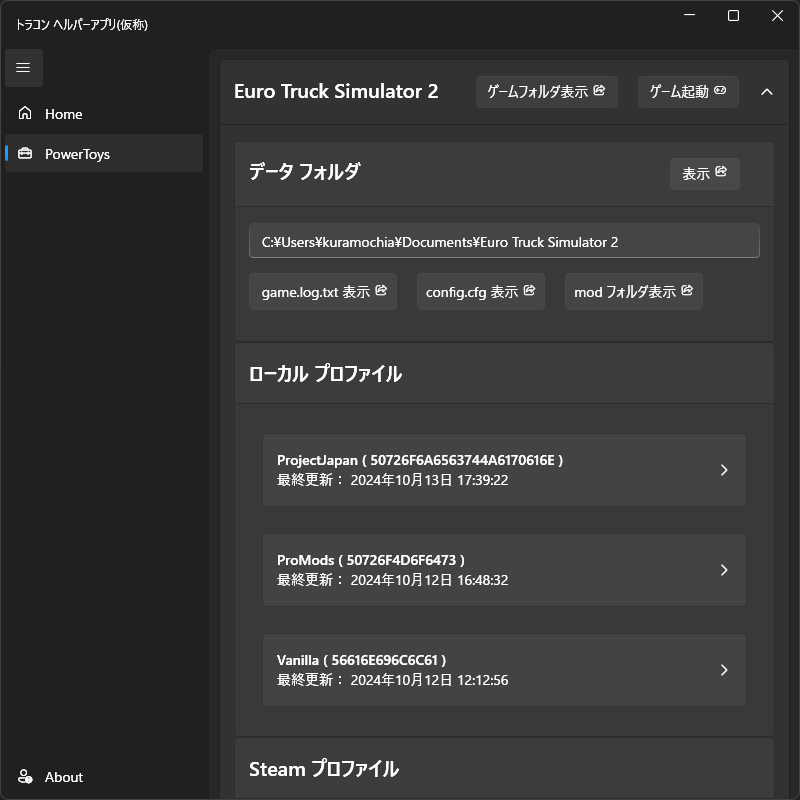 トラコン ヘルパーアプリ(仮称)
Home
PowerToys
Euro Truck Simulator 2
ゲームフォルダ表示
ゲーム起動
データ フォルダ
表示
C:¥Users¥kuramochia¥Documents¥Euro Truck Simulator 2
game.log.txt 表示
config.cfg 表示
mod フォルダ表示
ローカル プロファイル
ProjectJapan ( 50726F6A6563744A6170616E )
最終更新： 2024年10月13日 17:39:22
ProMods ( 50726F4D6F6473 )
最終更新： 2024年10月12日 16:48:32
Vanilla ( 56616E696C6C61 )
最終更新： 2024年10月12日 12:12:56
Steam プロファイル
About